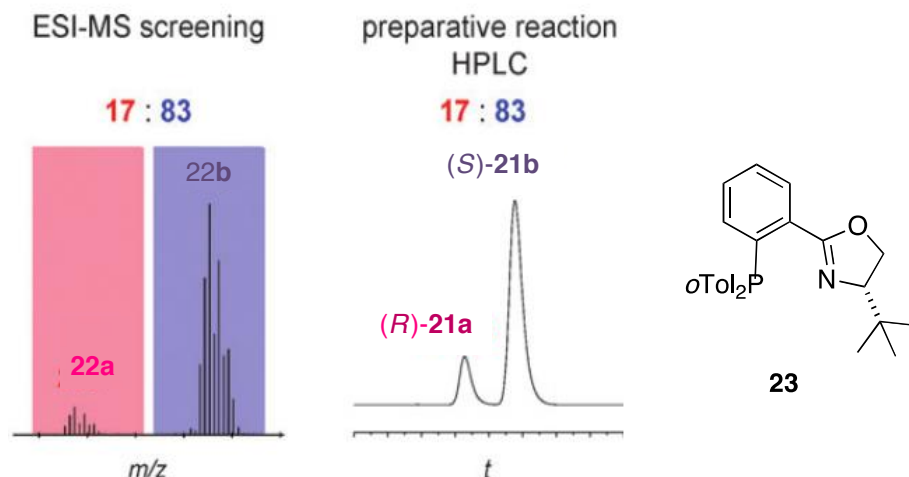 ESI-MS screening
17 : 83
22a
22b
m/z
preparative reaction
HPLC
17 : 83
(S)-21b
(R)-21a
t
O
N
oTol₂P
23